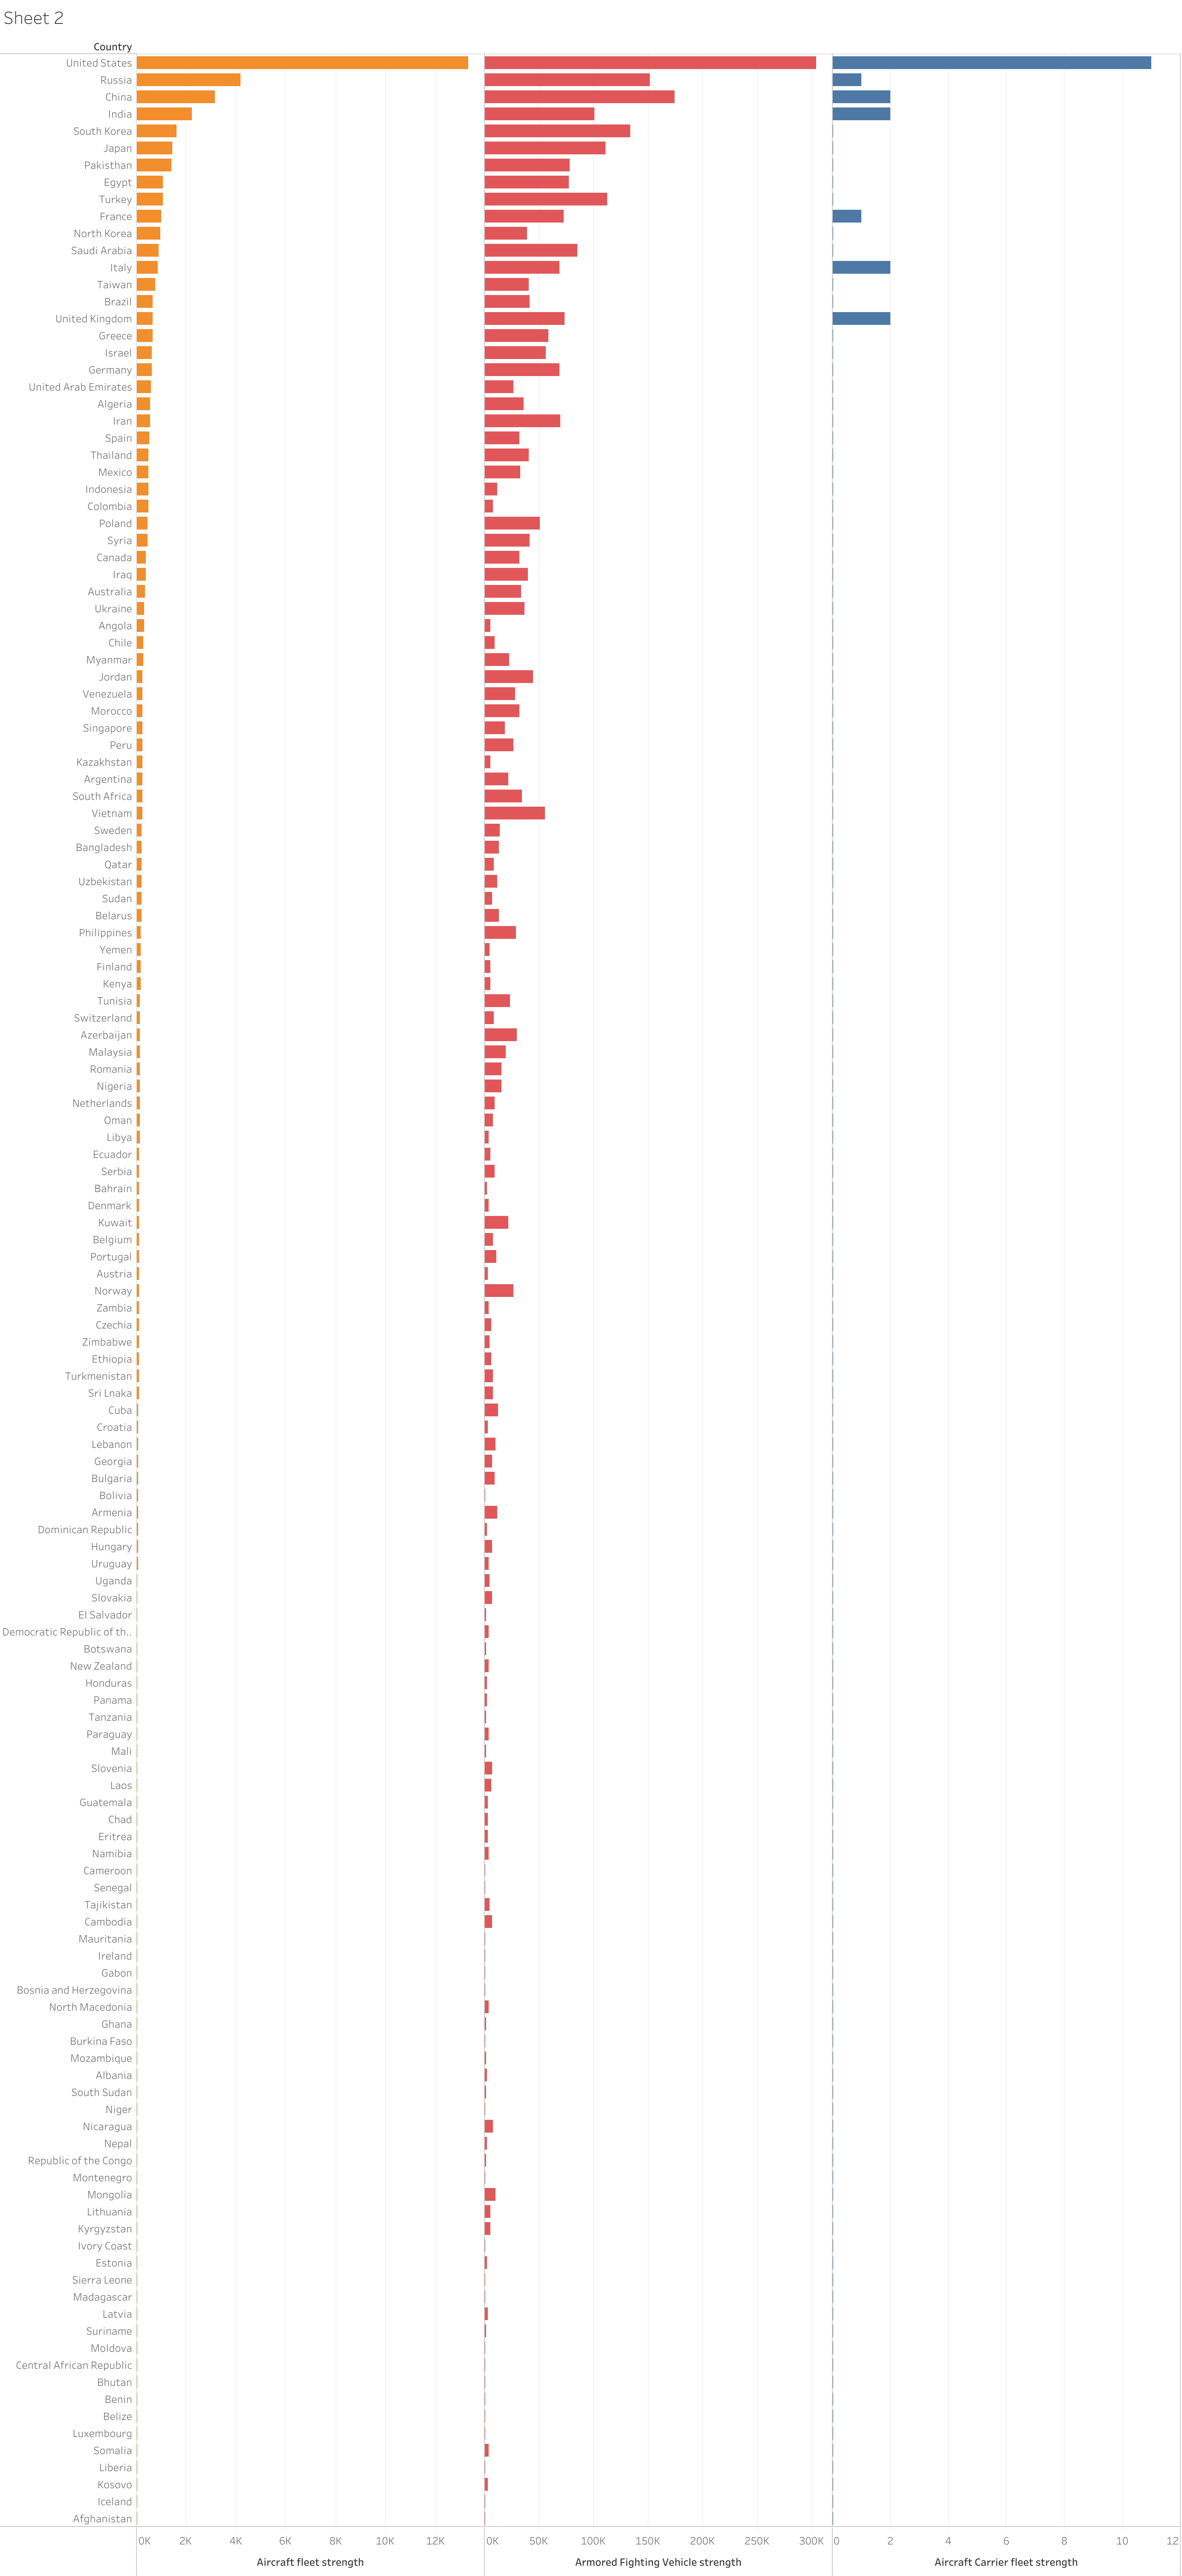 Sheet 2
Country
United States
Russia
China
India
South Korea
Japan
Pakisthan
Egypt
Turkey
France
North Korea
Saudi Arabia
Italy
Taiwan
Brazil
United Kingdom
Greece
Israel
Germany
United Arab Emirates
Algeria
Iran
Spain
Thailand
Mexico
Indonesia
Colombia
Poland
Syria
Canada
Iraq
Australia
Ukraine
Angola
Chile
Myanmar
Jordan
Venezuela
Morocco
Singapore
Peru
Kazakhstan
Argentina
South Africa
Vietnam
Sweden
Bangladesh
Qatar
Uzbekistan
Sudan
Belarus
Philippines
Yemen
Finland
Kenya
Tunisia
Switzerland
Azerbaijan
Malaysia
Romania
Nigeria
Netherlands
Oman
Libya
Ecuador
Serbia
Bahrain
Denmark
Kuwait
Belgium
Portugal
Austria
Norway
Zambia
Czechia
Zimbabwe
Ethiopia
Turkmenistan
Sri Lnaka
Cuba
Croatia
Lebanon
Georgia
Bulgaria
Bolivia
Armenia
Dominican Republic
Hungary
Uruguay
Uganda
Slovakia
El Salvador
Democratic Republic of th..
Botswana
New Zealand
Honduras
Panama
Tanzania
Paraguay
Mali
Slovenia
Laos
Guatemala
Chad
Eritrea
Namibia
Cameroon
Senegal
Tajikistan
Cambodia
Mauritania
Ireland
Gabon
Bosnia and Herzegovina
North Macedonia
Ghana
Burkina Faso
Mozambique
Albania
South Sudan
Niger
Nicaragua
Nepal
Republic of the Congo
Montenegro
Mongolia
Lithuania
Kyrgyzstan
Ivory Coast
Estonia
Sierra Leone
Madagascar
Latvia
Suriname
Moldova
Central African Republic
Bhutan
Benin
Belize
Luxembourg
Somalia
Liberia
Kosovo
Iceland
Afghanistan
0K 2K 4K 6K 8K 10K 12K 0K 50K 100K 150K 200K 250K 300K 0 2 4 6 8 10 12
Aircraft fleet strength Armored Fighting Vehicle strength Aircraft Carrier fleet strength